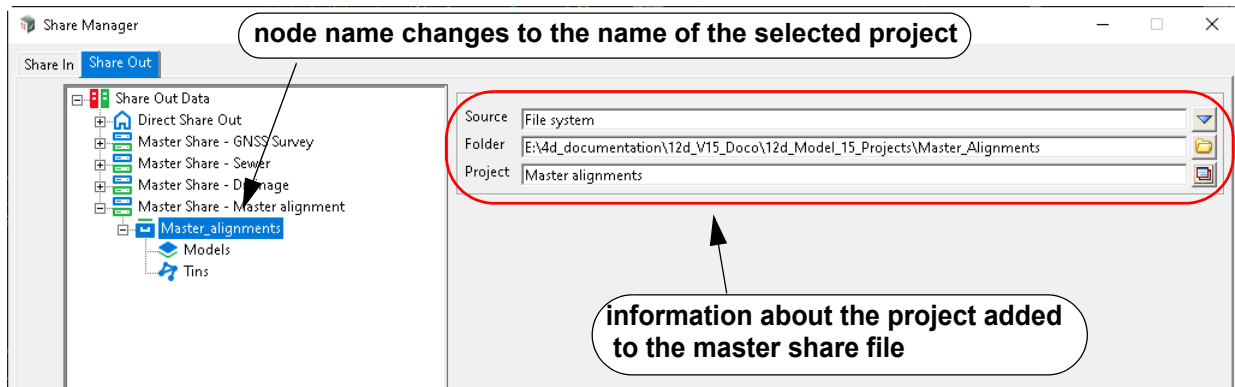 Share Manager
node name changes to the name of the selected project
Share In Share Out
Share Out Data
Direct Share Out
Master Share - GNSS Survey
Master Share - Sewer
Master Share - Drainage
Master Share - Master alignment
Master_alignments
Models
Tins
Source File system
Folder E:\4d_documentation\12d_V15_Doco\12d_Model_15_Projects\Master_Alignments
Project Master alignments
information about the project added
to the master share file